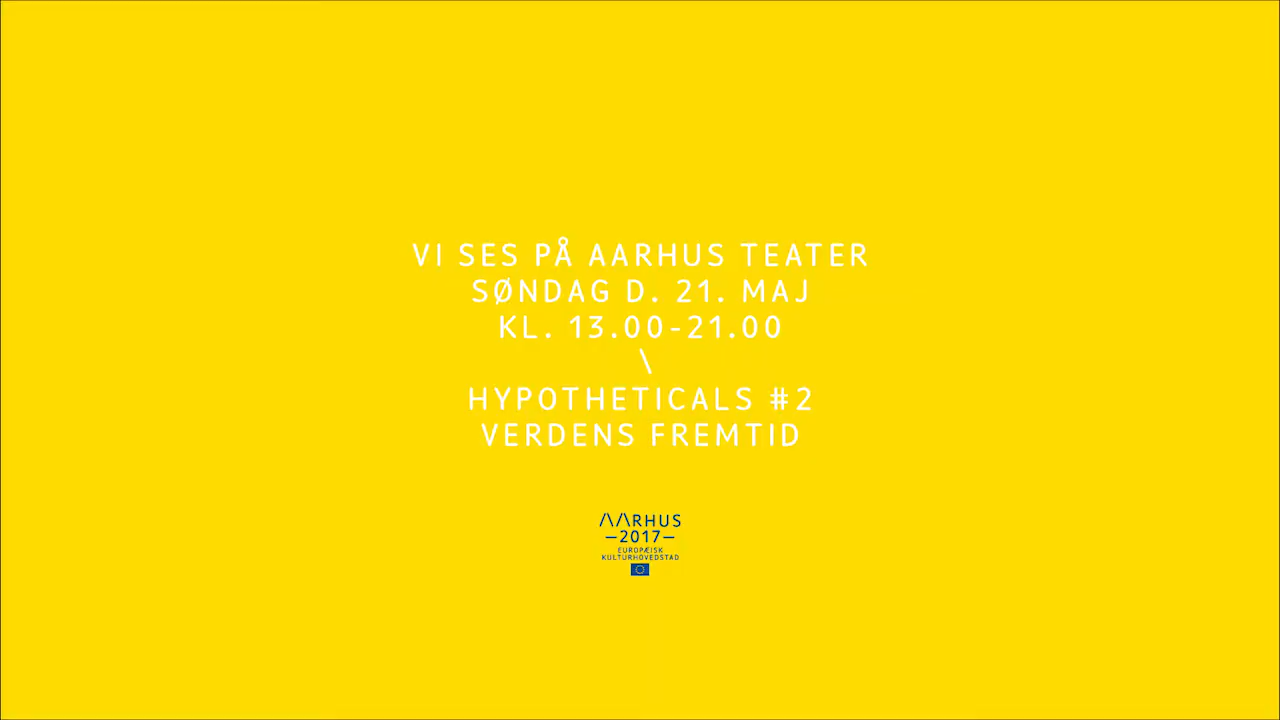 VI SES PÅ AARHUS TEATER
SØNDAG D. 21. MAJ
KL. 13.00-21.00
\
HYPOTHETICALS #2
VERDENS FREMTID
AARHUS
—2017—
EUROPÆISK
KULTURHOVEDSTAD